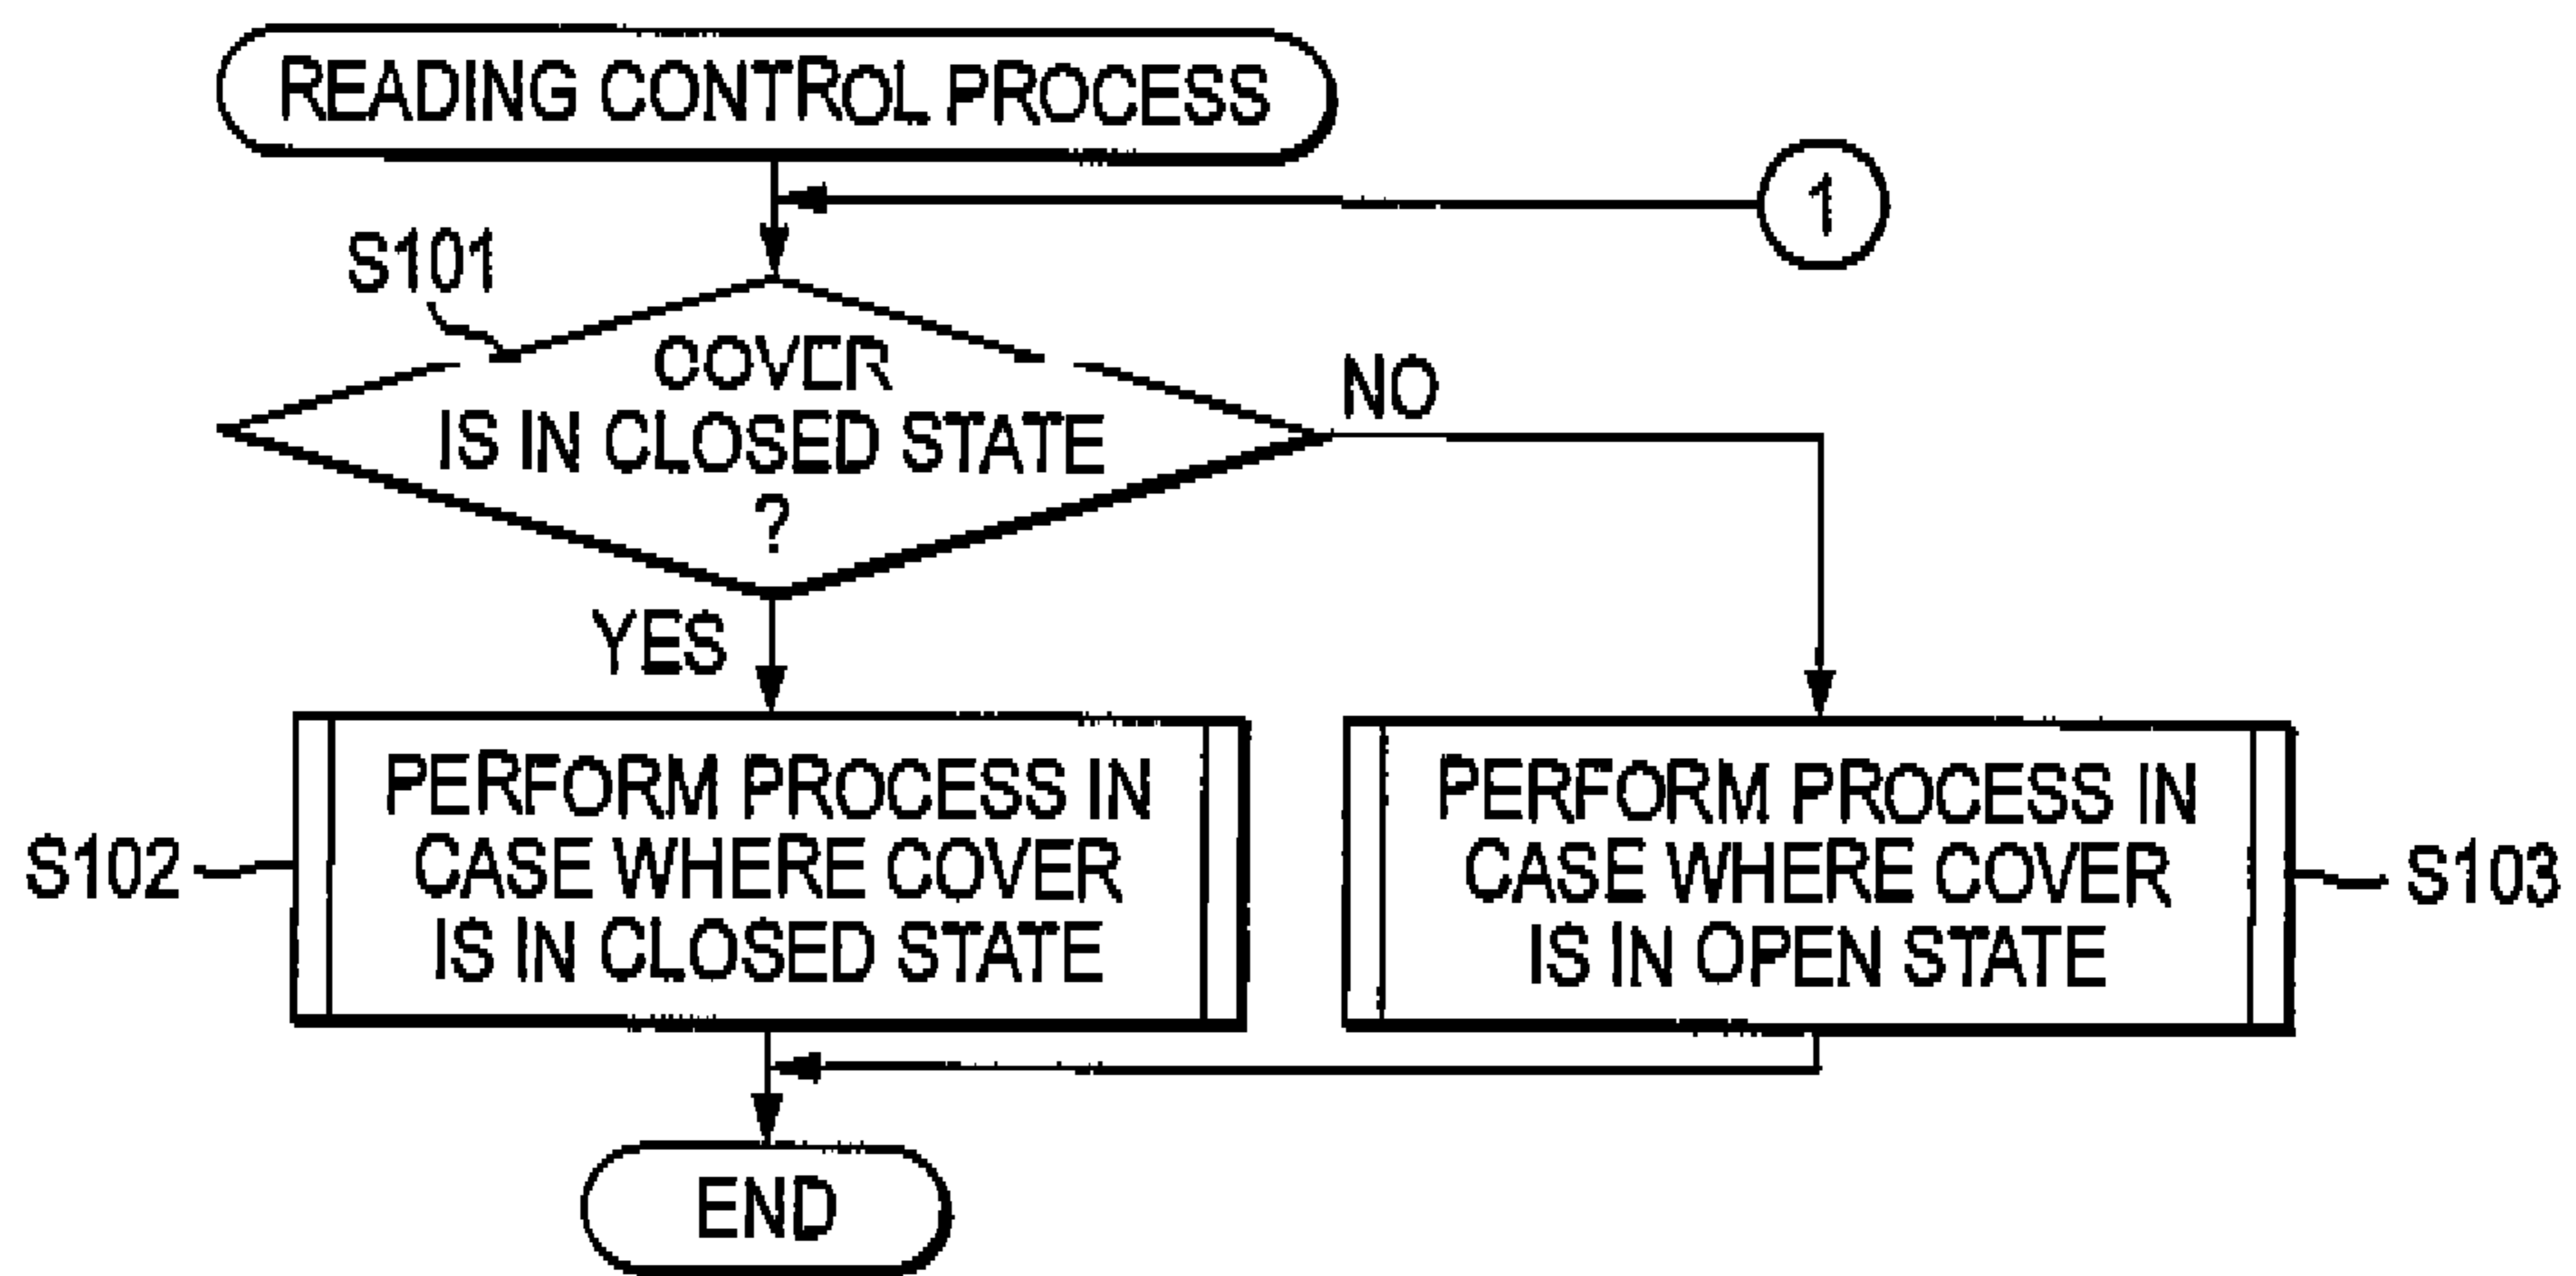 READING CONTROL PROCESS
1
S101
COVER
IS IN CLOSED STATE
?
NO
YES
S102
PERFORM PROCESS IN
CASE WHERE COVER
IS IN CLOSED STATE
PERFORM PROCESS IN
CASE WHERE COVER
IS IN OPEN STATE
S103
END